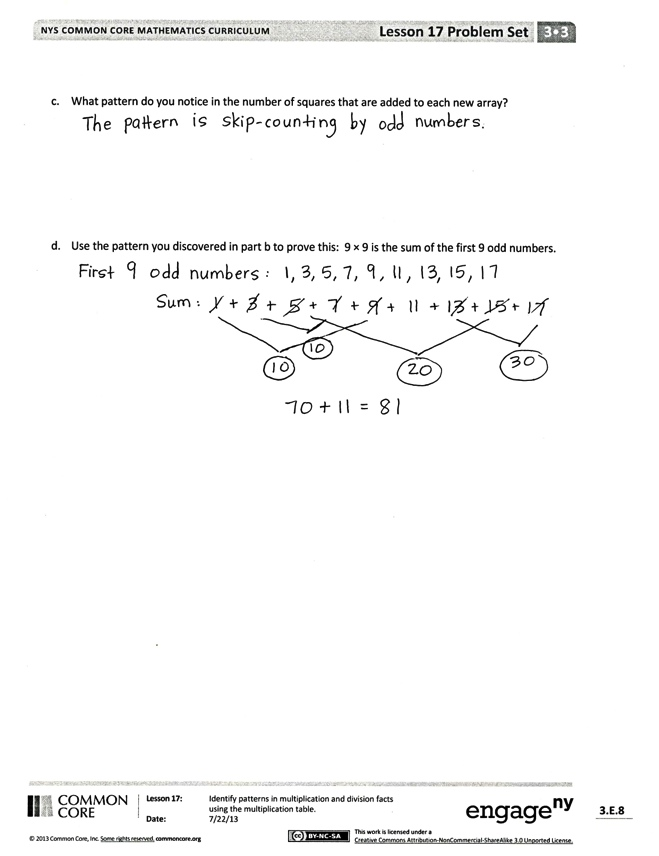 NYS COMMON CORE MATHEMATICS CURRICULUM Lesson 17 Problem Set 3•3
c. What pattern do you notice in the number of squares that are added to each new array?
The pattern is skip-counting by odd numbers.
d. Use the pattern you discovered in part b to prove this: 9 × 9 is the sum of the first 9 odd numbers.
First 9 odd numbers: 1, 3, 5, 7, 9, 11, 13, 15, 17
Sum: 1 + 3 + 5 + 7 + 9 + 11 + 13 + 15 + 17
10 10 20 30
70 + 11 = 81
COMMON CORE
Lesson 17: Identify patterns in multiplication and division facts
using the multiplication table.
Date: 7/22/13
engage ny
3.E.8
© 2013 Common Core, Inc. Some rights reserved. commoncore.org
(cc) BY-NC-SA
This work is licensed under a
Creative Commons Attribution-NonCommercial-ShareAlike 3.0 Unported License.